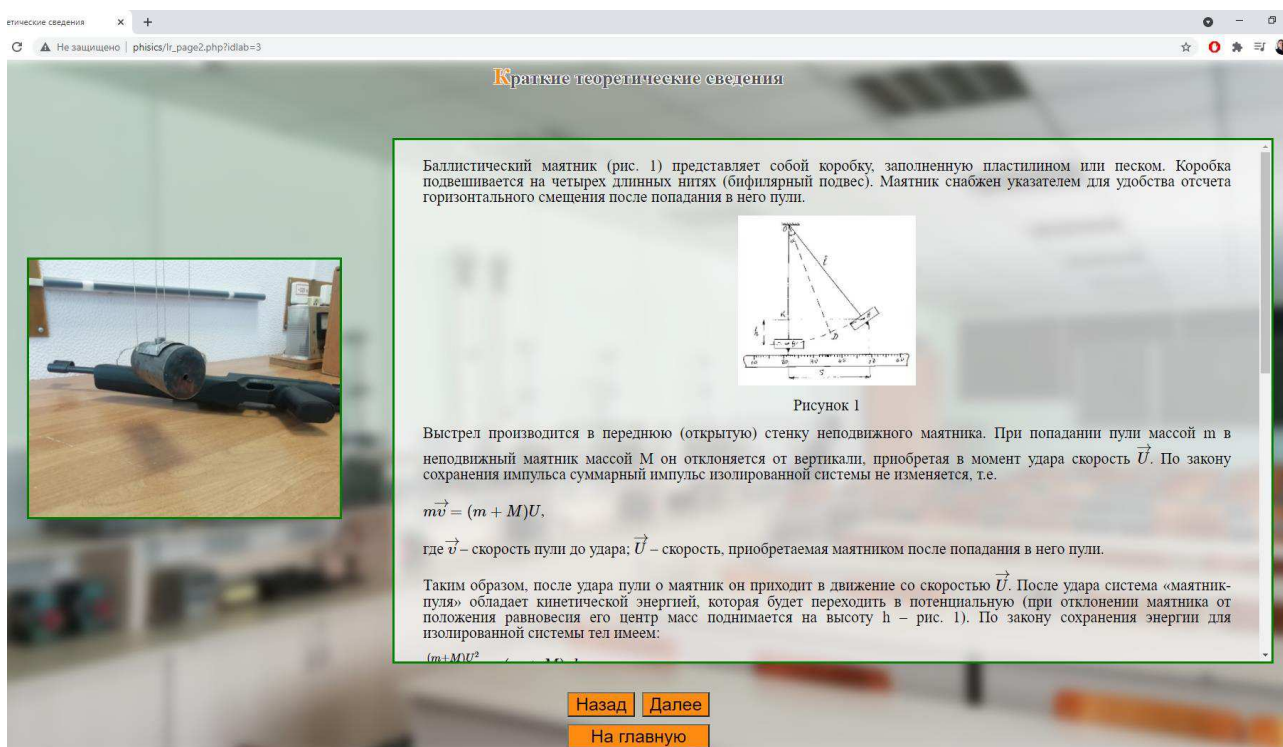 етические сведения
Не защищено | phisics/lr_page2.php?idlab=3
Краткие теоретические сведения
Баллистический маятник (рис. 1) представляет собой коробку, заполненную пластилином или песком. Коробка
подвешивается на четырех длинных нитях (бифилярный подвес). Маятник снабжен указателем для удобства отсчета
горизонтального смещения после попадания в него пули.
h
S
Рисунок 1
Выстрел производится в переднюю (открытую) стенку неподвижного маятника. При попадании пули массой m в
неподвижный маятник массой M он отклоняется от вертикали, приобретая в момент удара скорость U⃗. По закону
сохранения импульса суммарный импульс изолированной системы не изменяется, т.е.
mv⃗ = (m + M)U,
где v⃗ – скорость пули до удара; U⃗ – скорость, приобретаемая маятником после попадания в него пули.
Таким образом, после удара пули о маятник он приходит в движение со скоростью U⃗. После удара система «маятник-
пуля» обладает кинетической энергией, которая будет переходить в потенциальную (при отклонении маятника от
положения равновесия его центр масс поднимается на высоту h – рис. 1). По закону сохранения энергии для
изолированной системы тел имеем:
(m+M)U²
Назад Далее
На главную